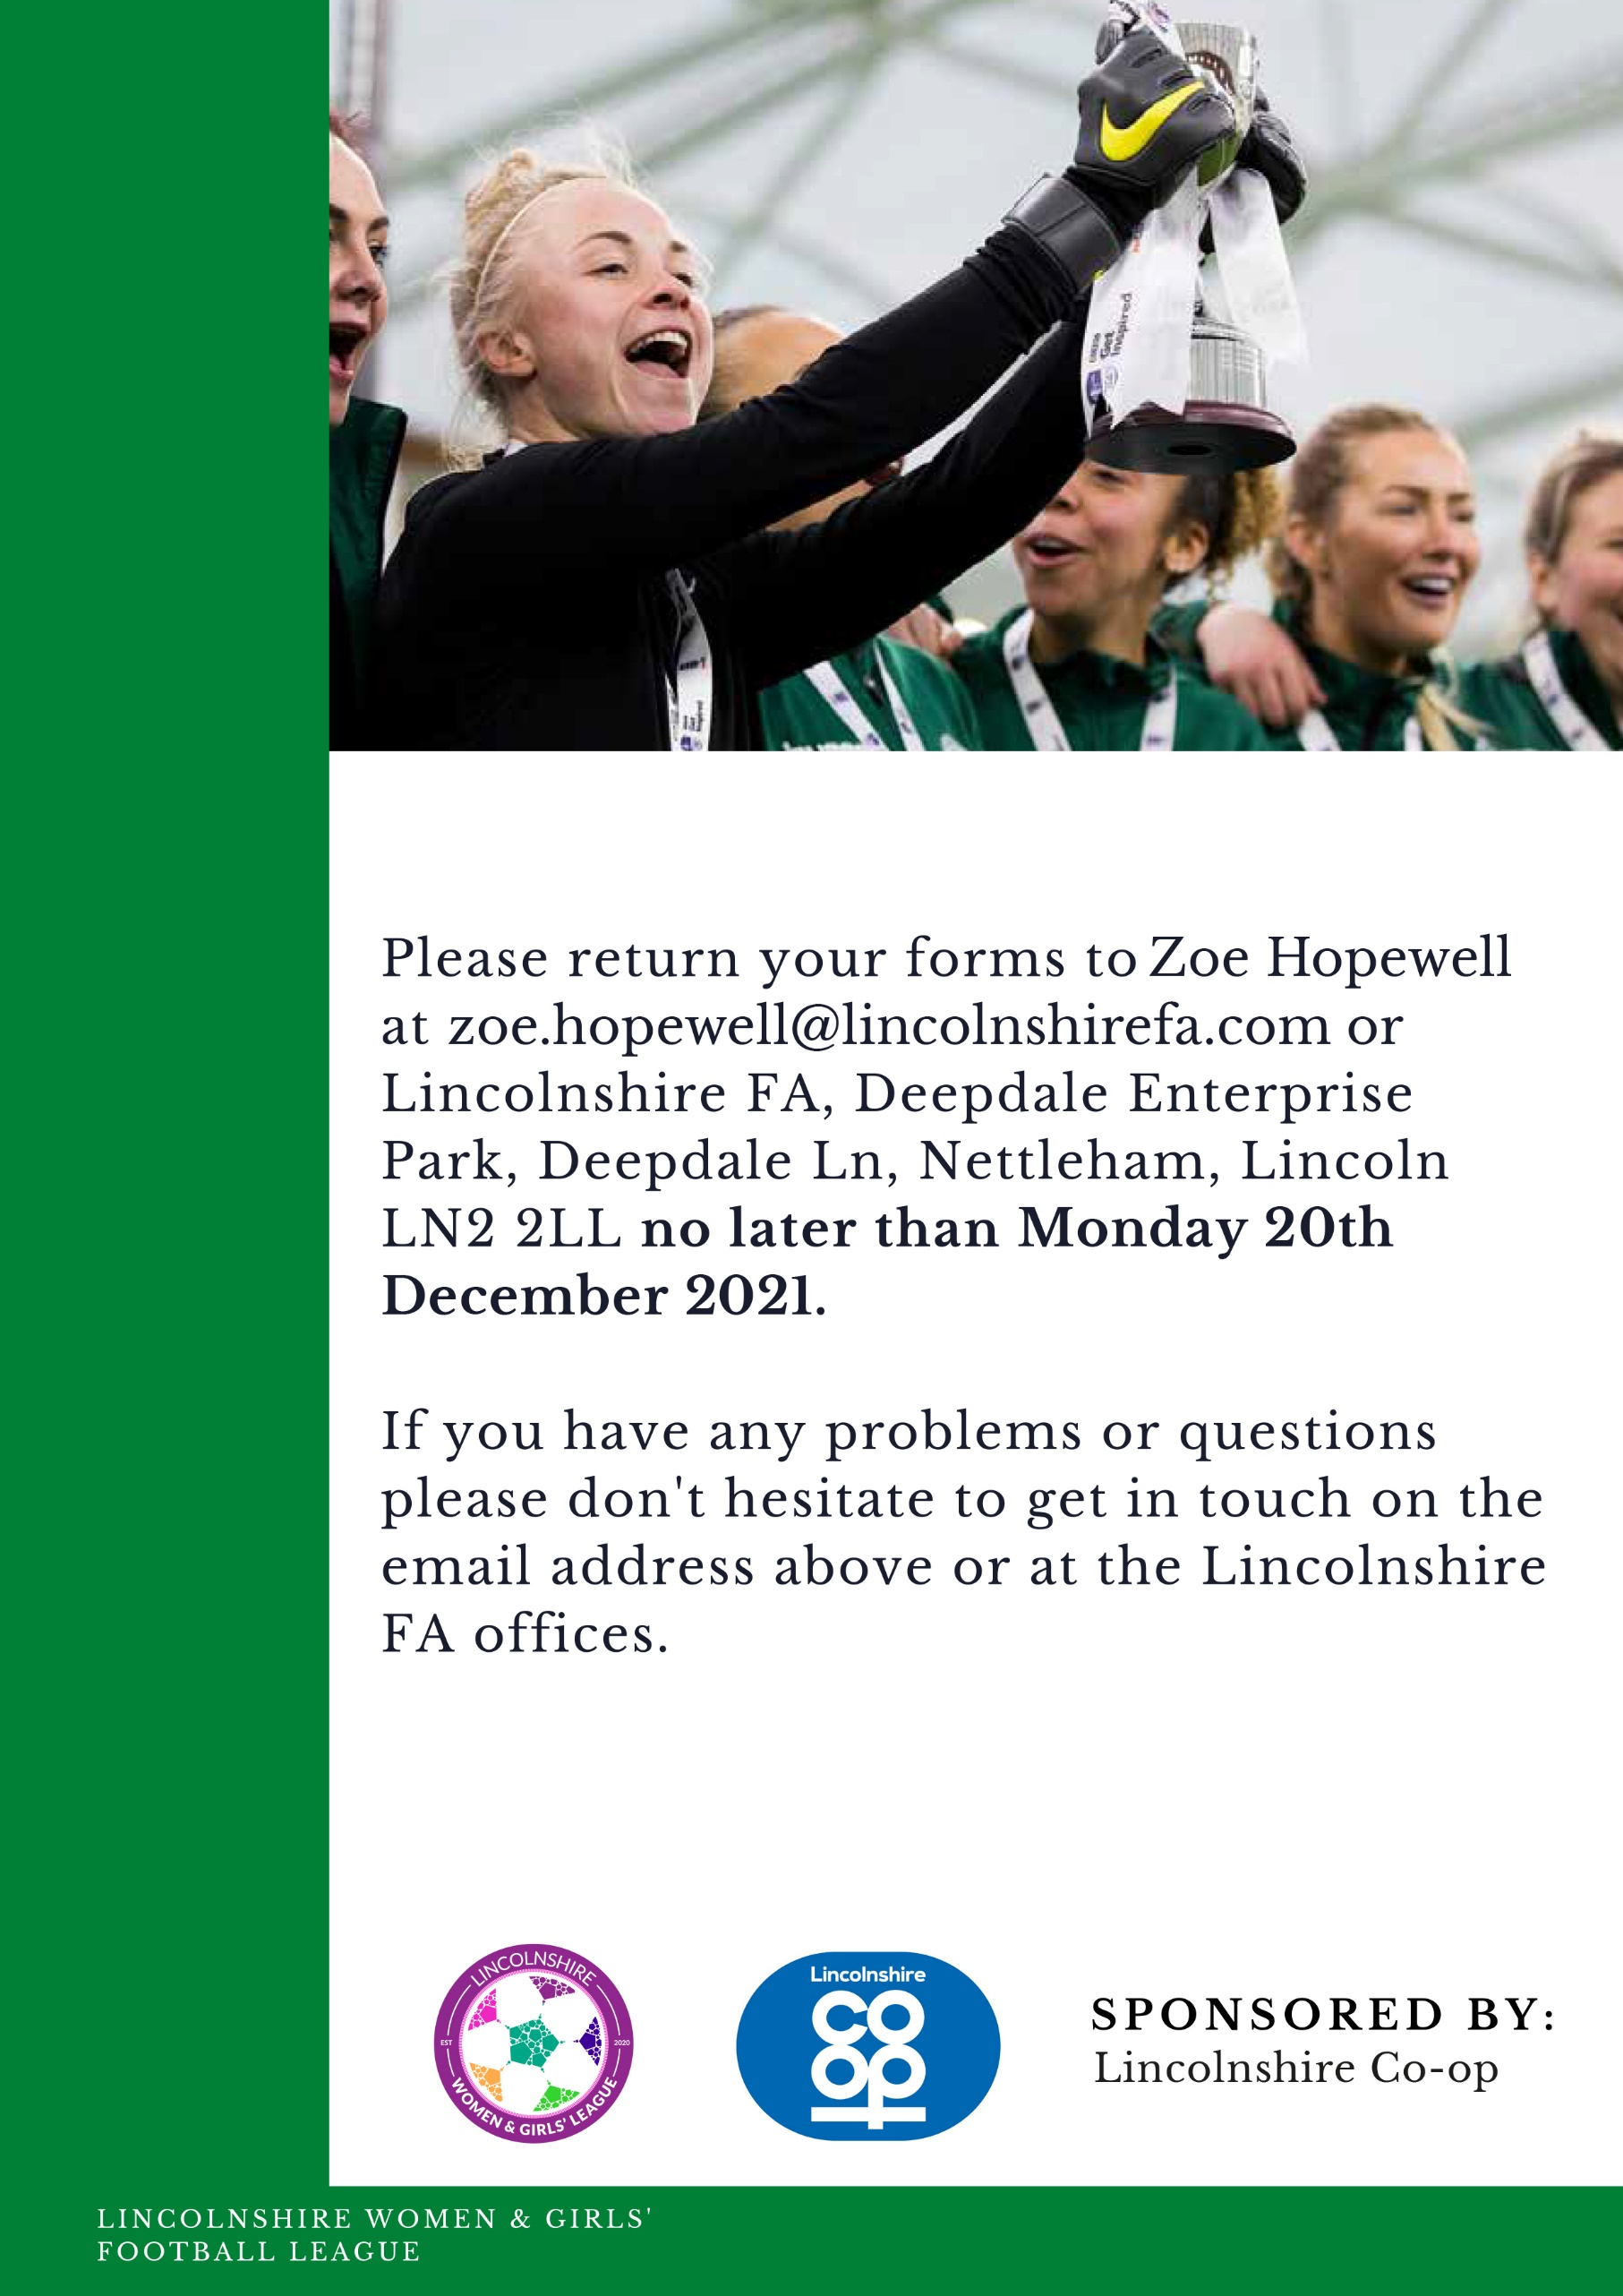 Get
Inspired
Please return your forms to Zoe Hopewell
at zoe.hopewell@lincolnshirefa.com or
Lincolnshire FA, Deepdale Enterprise
Park, Deepdale Ln, Nettleham, Lincoln
LN2 2LL no later than Monday 20th
December 2021.
If you have any problems or questions
please don't hesitate to get in touch on the
email address above or at the Lincolnshire
FA offices.
LINCOLNSHIRE
EST
2020
WOMEN & GIRLS' LEAGUE
Lincolnshire
co
op
SPONSORED BY:
Lincolnshire Co-op
LINCOLNSHIRE WOMEN & GIRLS'
FOOTBALL LEAGUE